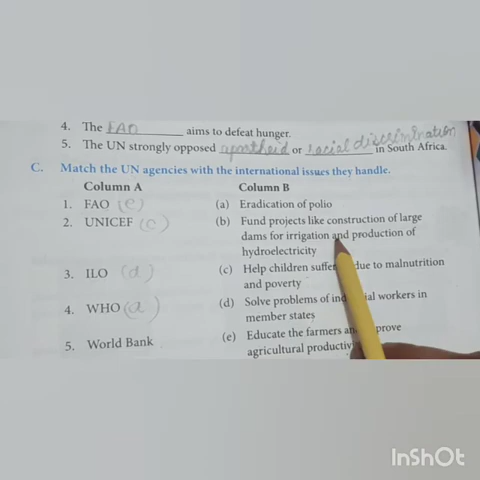 4. The FAO aims to defeat hunger.
5. The UN strongly opposed apartheid or racial discrimination in South Africa.
C. Match the UN agencies with the international issues they handle.
Column A Column B
1. FAO (e) (a) Eradication of polio
2. UNICEF (c) (b) Fund projects like construction of large
dams for irrigation and production of
hydroelectricity
3. ILO (d) (c) Help children due to malnutrition
and poverty
4. WHO (a) (d) Solve problems of workers in
member states
5. World Bank (e) Educate the farmers
agricultural
InShOt